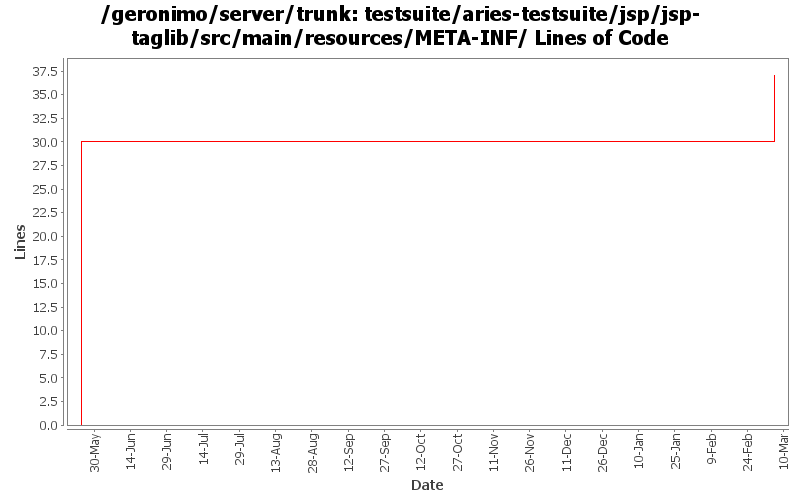 /geronimo/server/trunk: testsuite/aries-testsuite/jsp/jsp-
taglib/src/main/resources/META-INF/ Lines of Code
37.5
35.0
32.5
30.0
27.5
25.0
22.5
20.0
17.5
15.0
12.5
10.0
7.5
5.0
2.5
0.0
Lines
30-May
14-Jun
29-Jun
14-Jul
29-Jul
13-Aug
28-Aug
12-Sep
27-Sep
12-Oct
27-Oct
11-Nov
26-Nov
11-Dec
26-Dec
10-Jan
25-Jan
9-Feb
24-Feb
10-Mar
Date